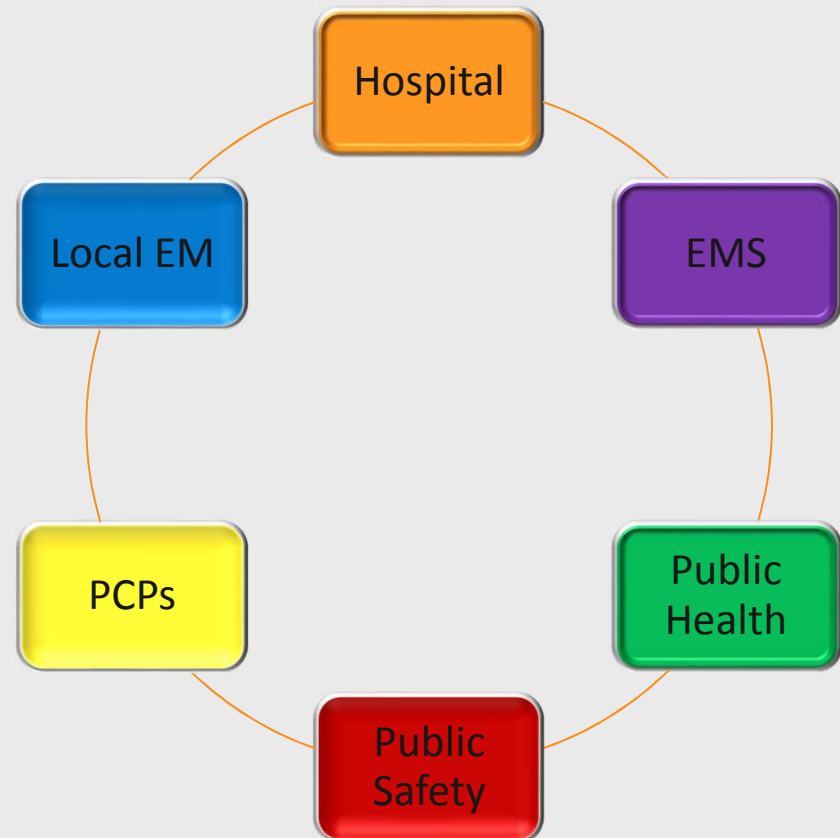 Hospital
EMS
Public
Health
Public
Safety
PCPs
Local EM